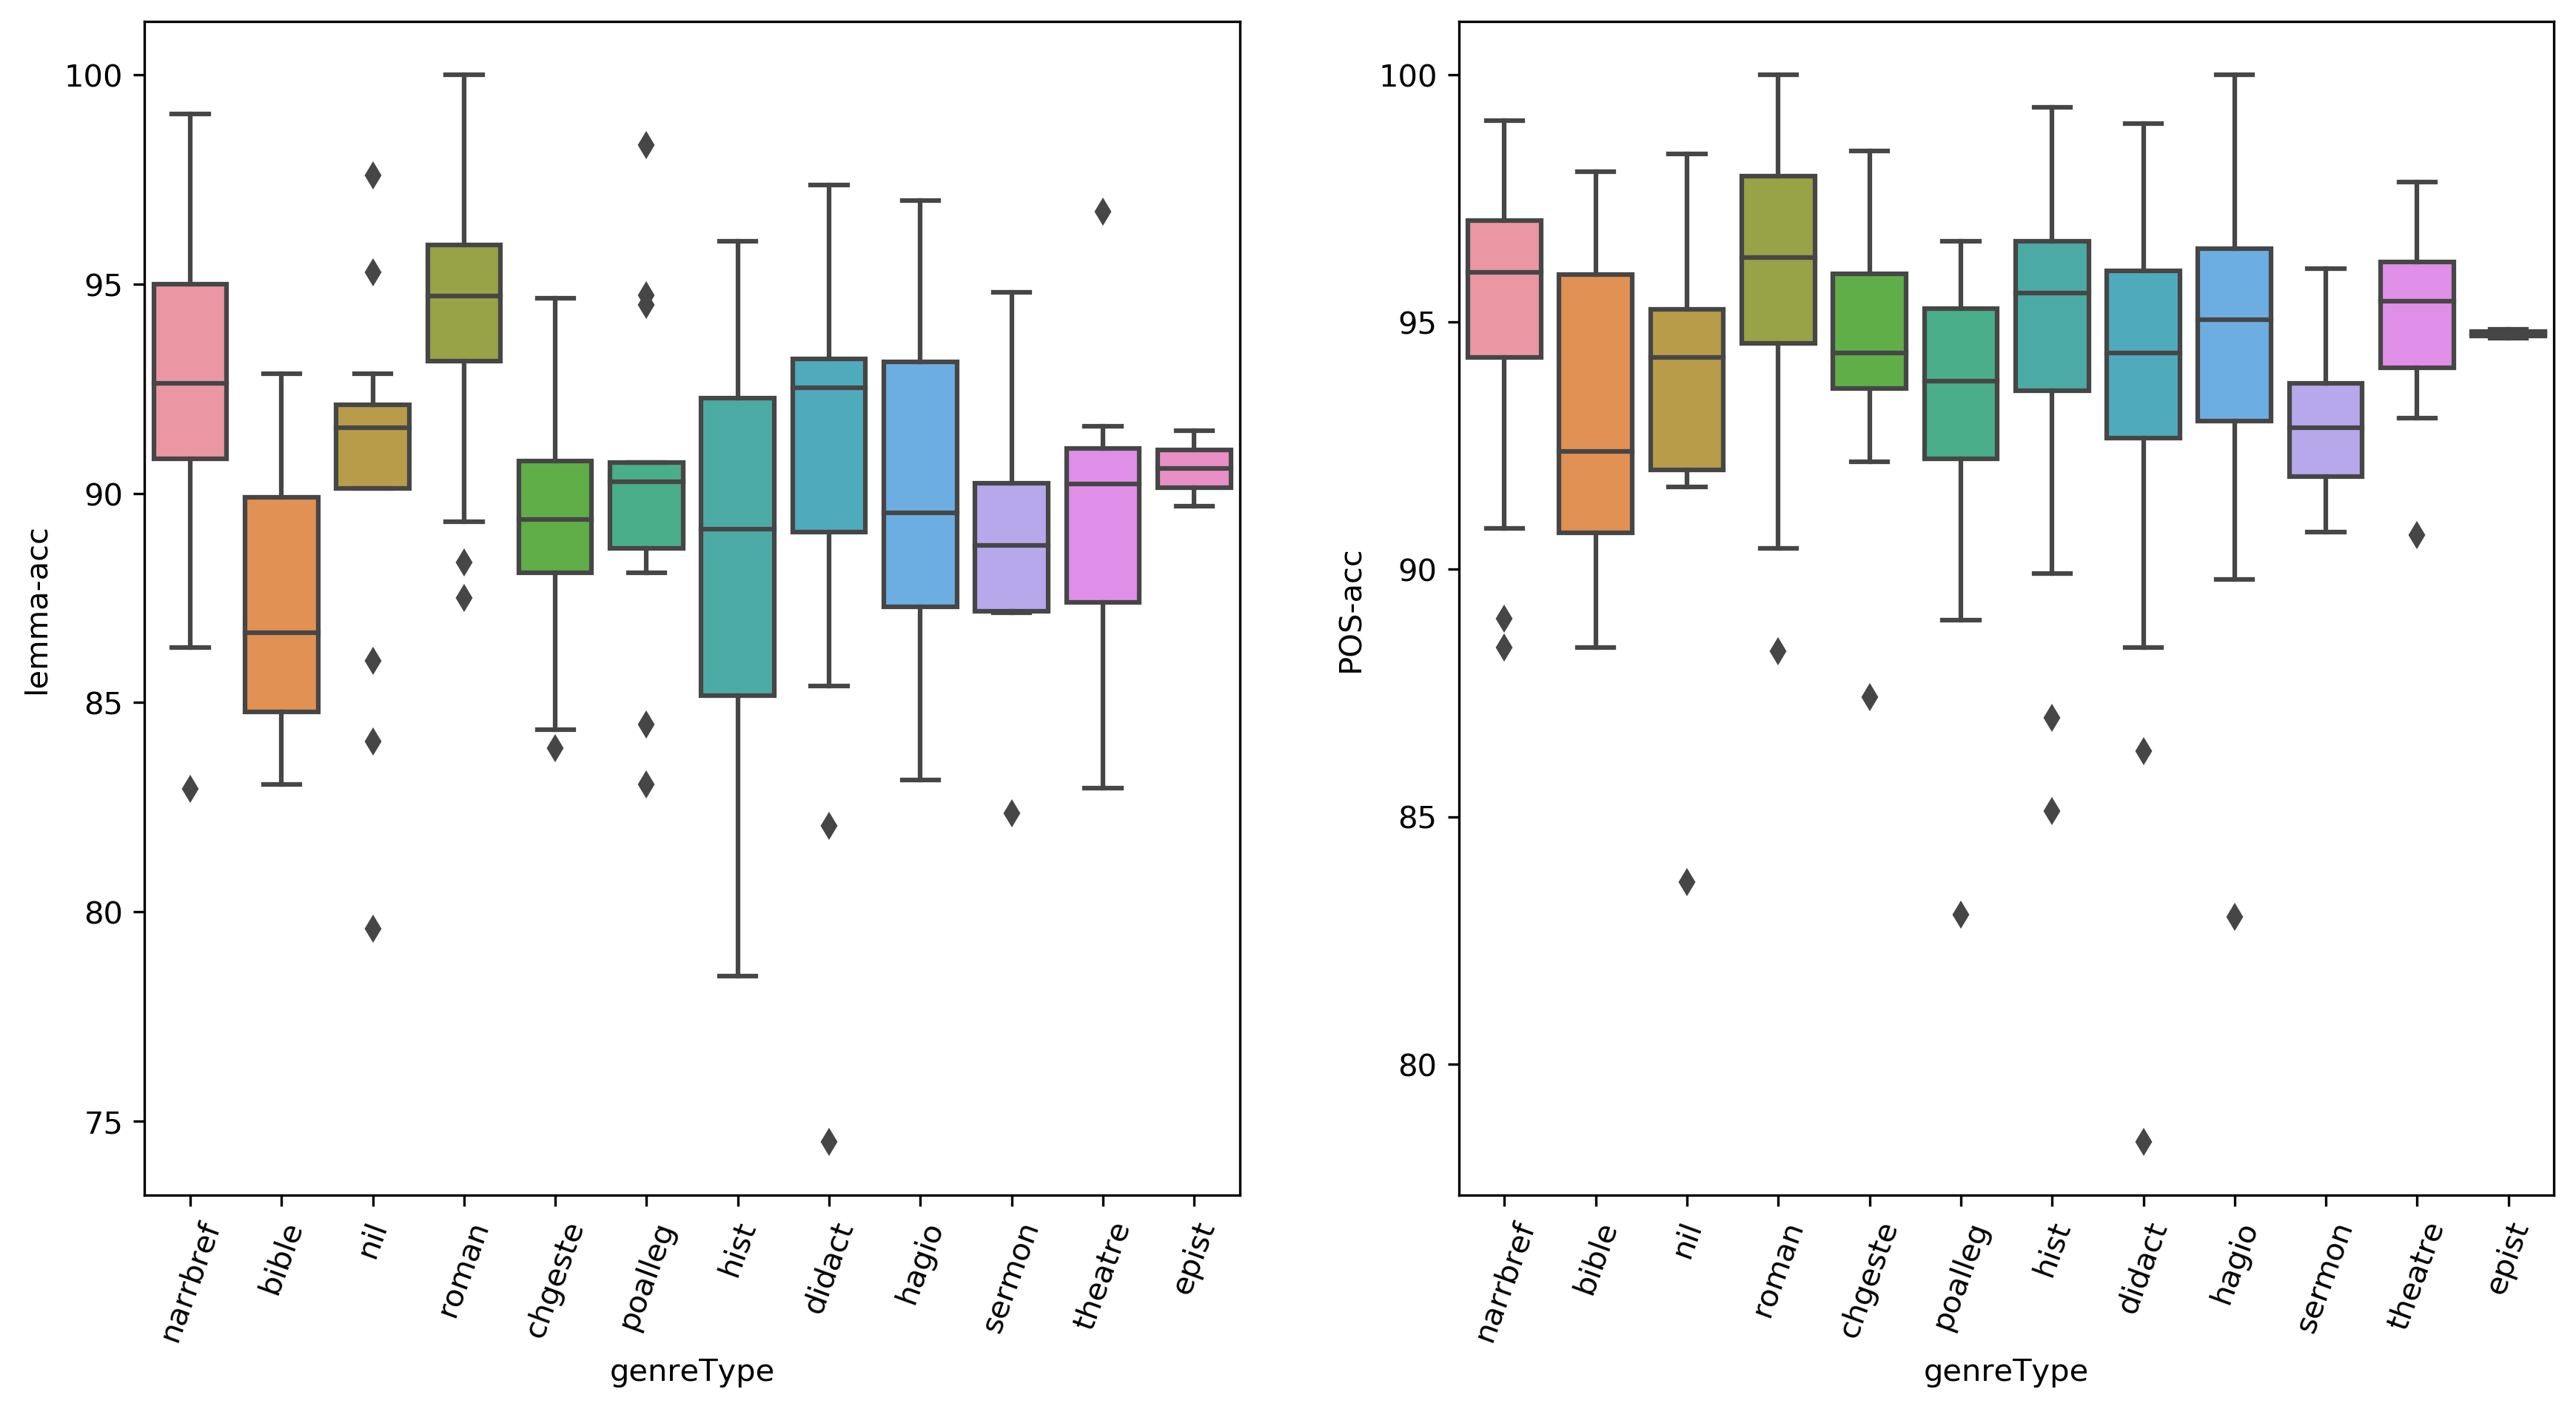 lemma-acc
100
95
90
85
80
75
narrbref
bible
nil
roman
chgeste
poalleg
hist
didact
hagio
sermon
theatre
epist
genreType
POS-acc
100
95
90
85
80
narrbref
bible
nil
roman
chgeste
poalleg
hist
didact
hagio
sermon
theatre
epist
genreType